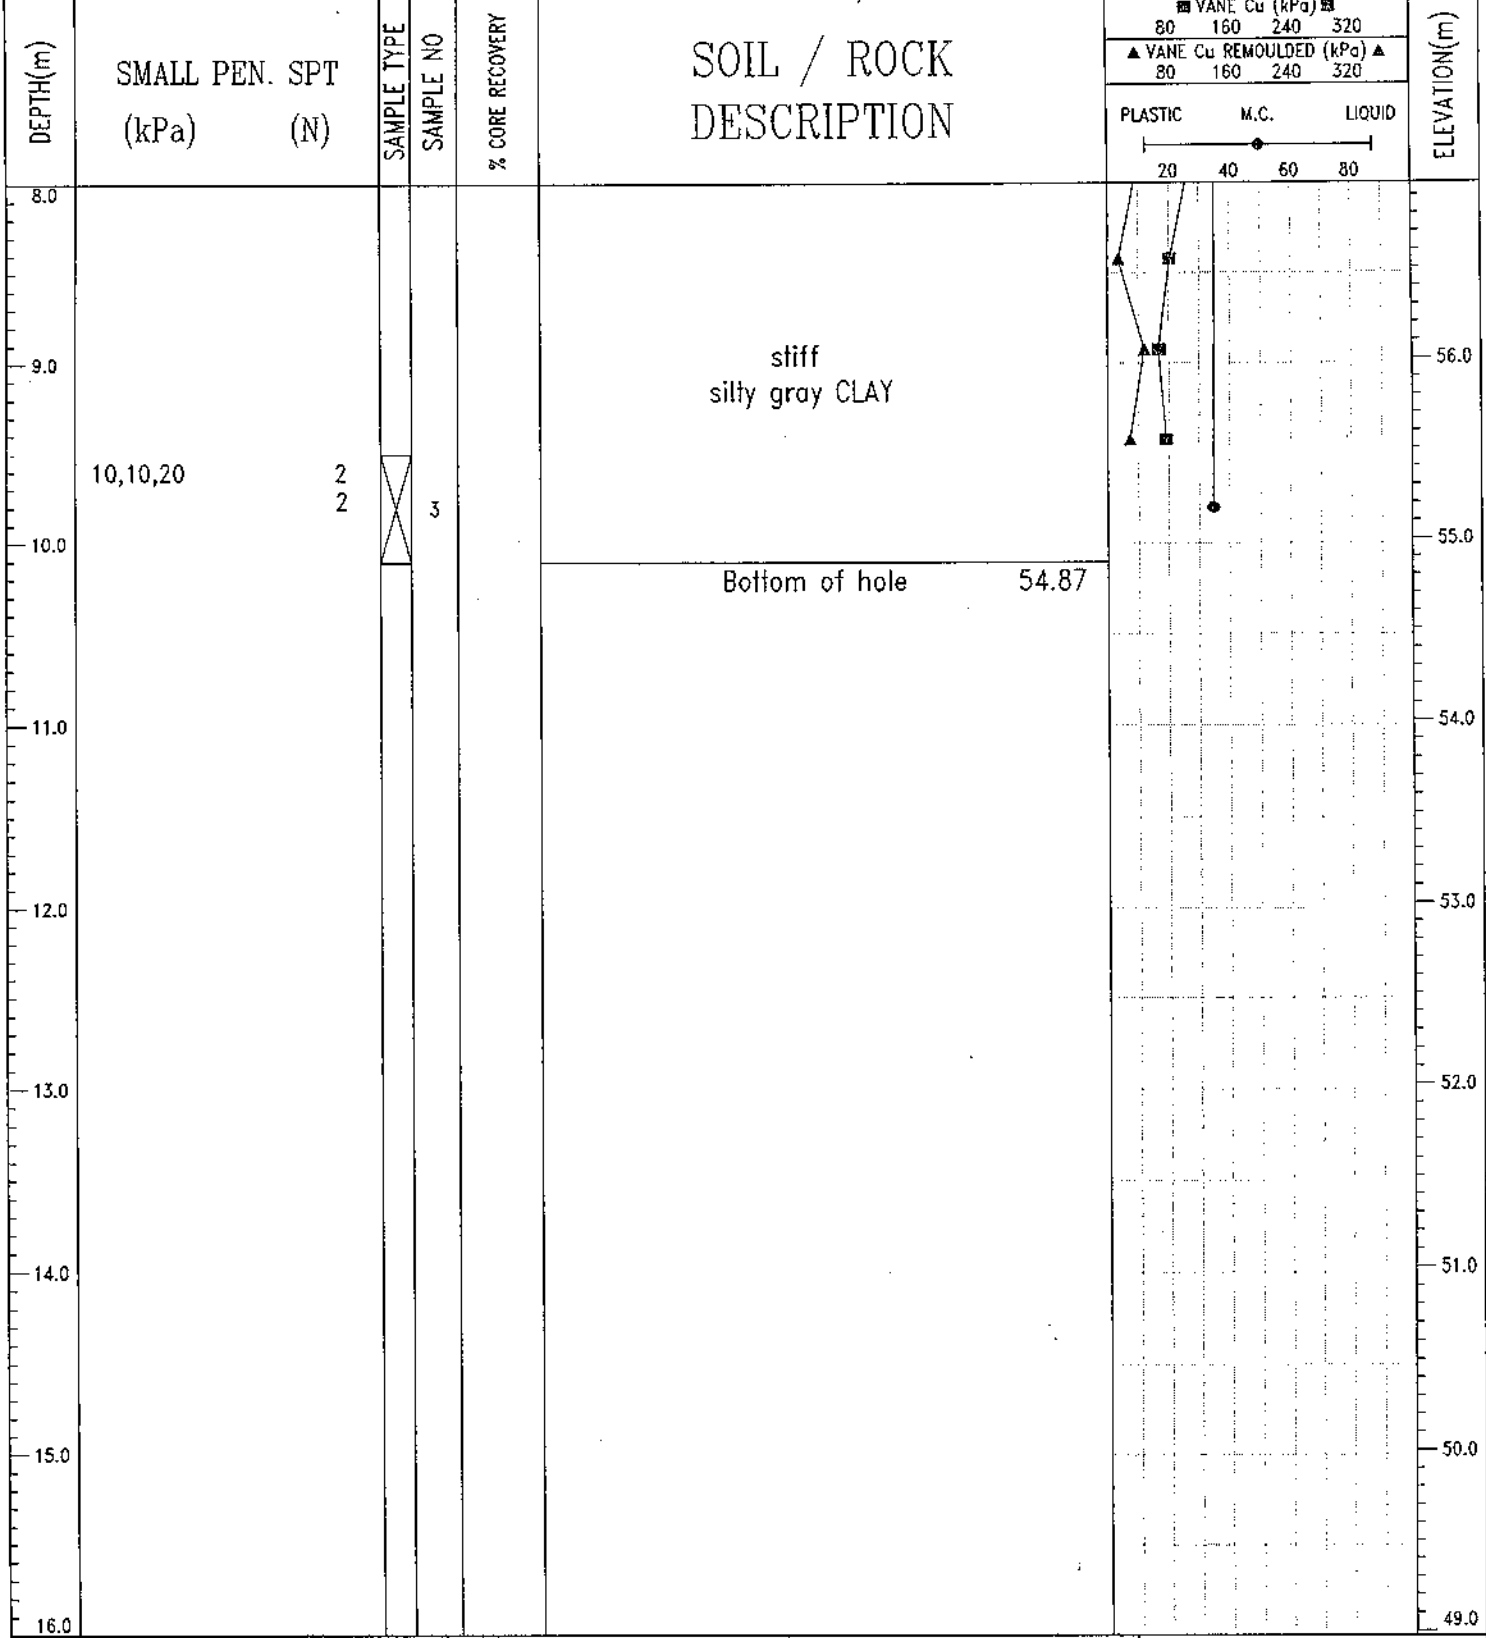 DEPTH(m)
SMALL PEN. SPT
(kPa) (N)
SAMPLE TYPE
SAMPLE NO
% CORE RECOVERY
SOIL / ROCK
DESCRIPTION
VANE Cu (kPa)
80 160 240 320
▲ VANE Cu REMOULDED (kPa) ▲
80 160 240 320
PLASTIC M.C. LIQUID
20 40 60 80
ELEVATION(m)
8.0
9.0
stiff
silty gray CLAY
56.0
10,10,20 2
2
3
10.0
55.0
Bottom of hole 54.87
11.0
54.0
12.0
53.0
13.0
52.0
14.0
51.0
15.0
50.0
16.0
49.0